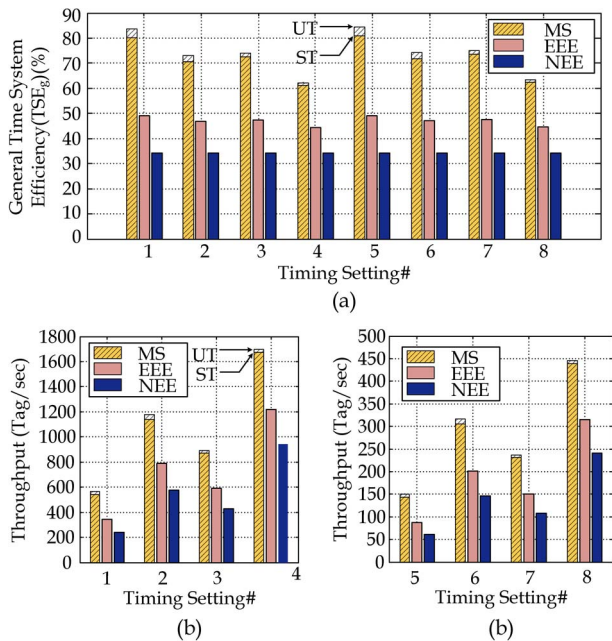 General Time System
Efficiency(TSEg)(%)
90
80
70
60
50
40
30
20
10
0
UT
ST
MS
EEE
NEE
1 2 3 4 5 6 7 8
Timing Setting#
(a)
Throughput (Tag/sec)
1800
1600
1400
1200
1000
800
600
400
200
0
MS
EEE
NEE
UT
ST
1 2 3 4
Timing Setting#
(b)
Throughput (Tag/sec)
500
450
400
350
300
250
200
150
100
50
0
MS
EEE
NEE
5 6 7 8
Timing Setting#
(b)